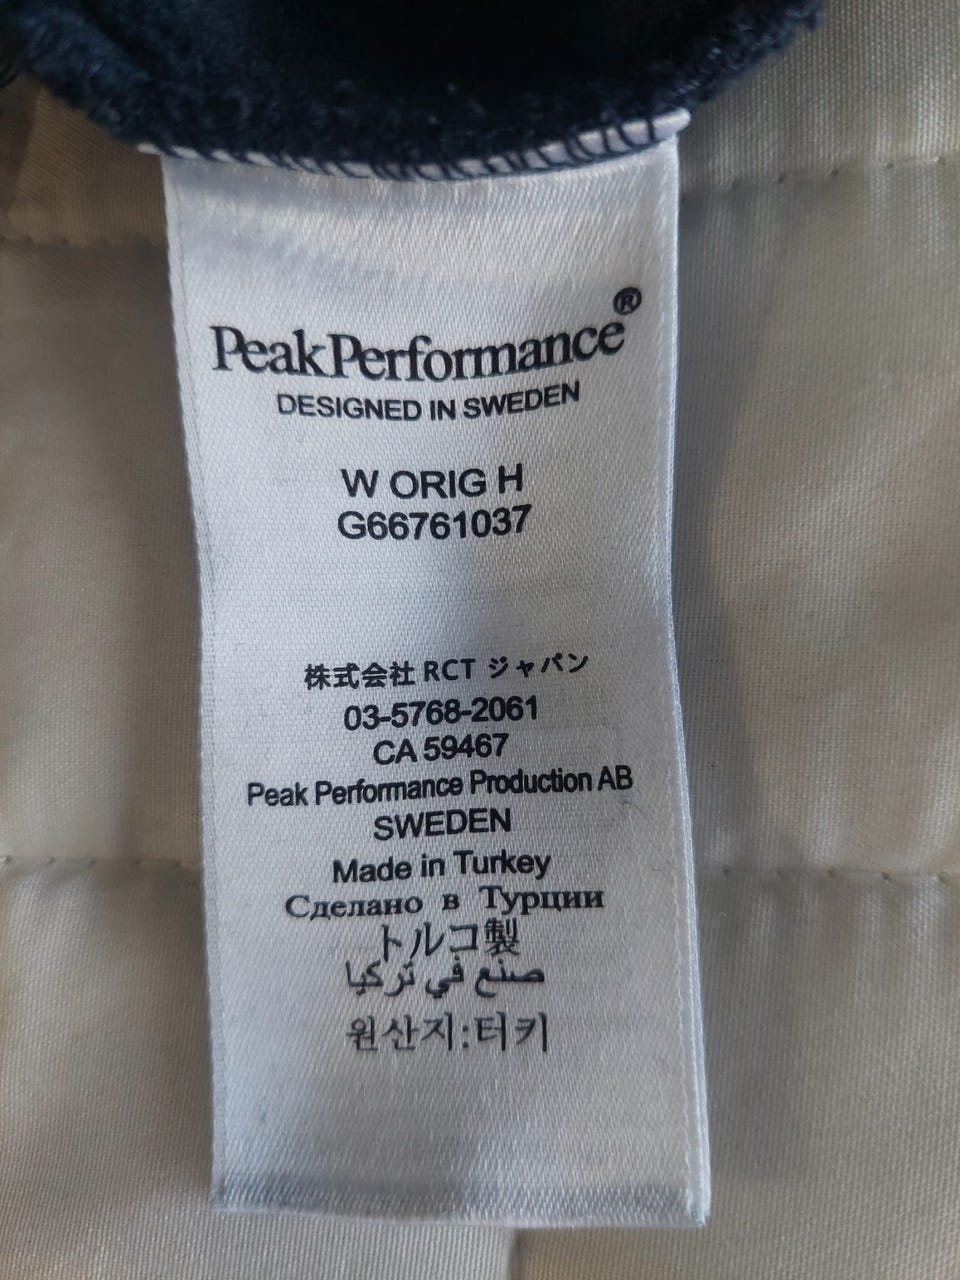 PeakPerformance®
DESIGNED IN SWEDEN
W ORIG H
G66761037
株式会社 RCT ジャパン
03-5768-2061
CA 59467
Peak Performance Production AB
SWEDEN
Made in Turkey
Сделано в Турции
トルコ製
صنع في تركيا
원산지:터키